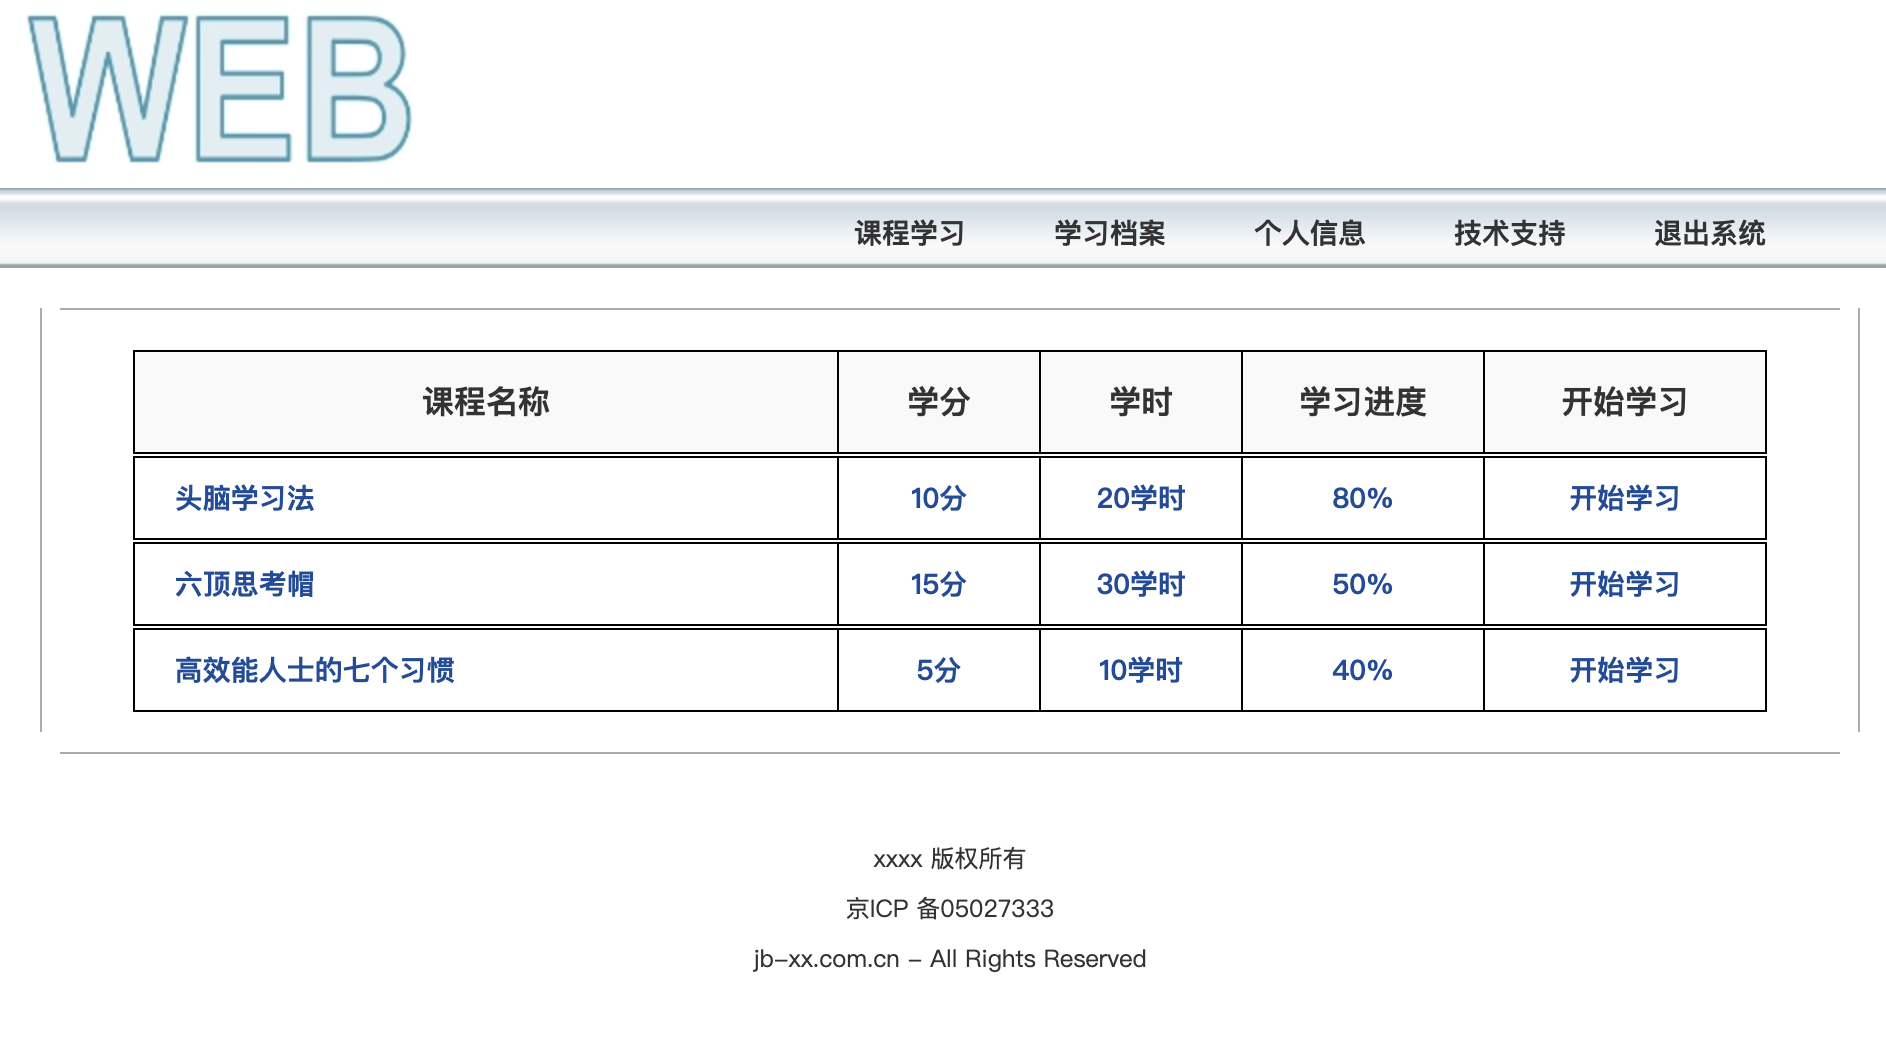 WEB
课程学习 学习档案 个人信息 技术支持 退出系统
课程名称 学分 学时 学习进度 开始学习
头脑学习法 10分 20学时 80% 开始学习
六顶思考帽 15分 30学时 50% 开始学习
高效能人士的七个习惯 5分 10学时 40% 开始学习
xxxx 版权所有
京ICP 备05027333
jb-xx.com.cn - All Rights Reserved